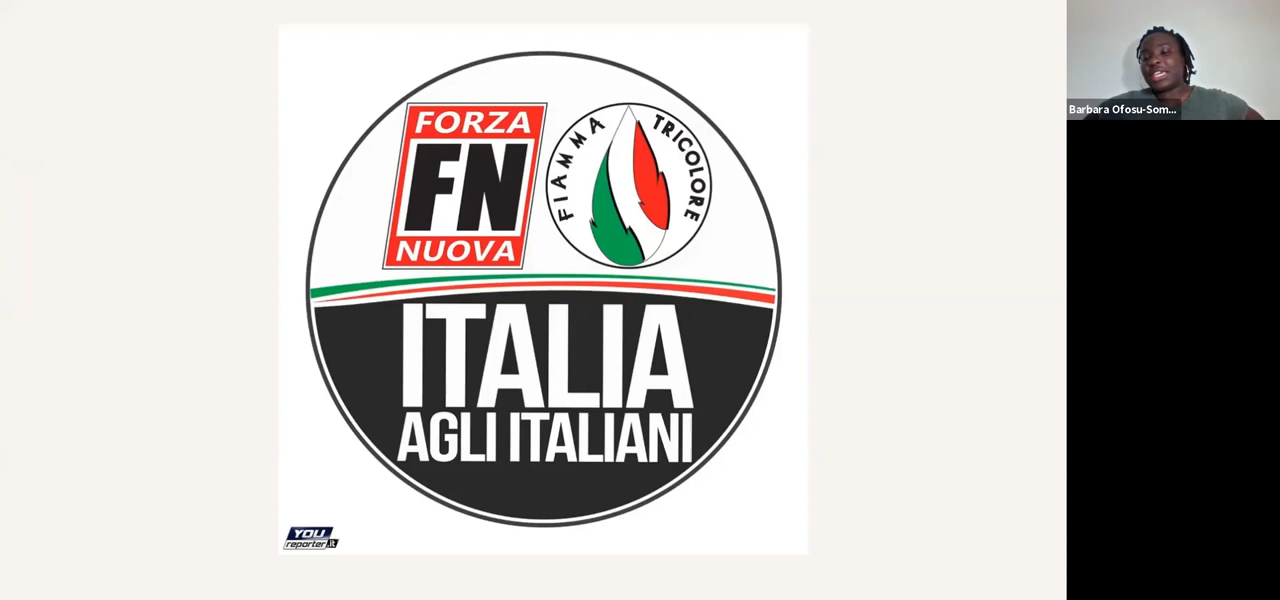 FORZA
FN
NUOVA
FIAMMA TRICOLORE
ITALIA
AGLI ITALIANI
YOU
reporter.it
Barbara Ofosu-Som...